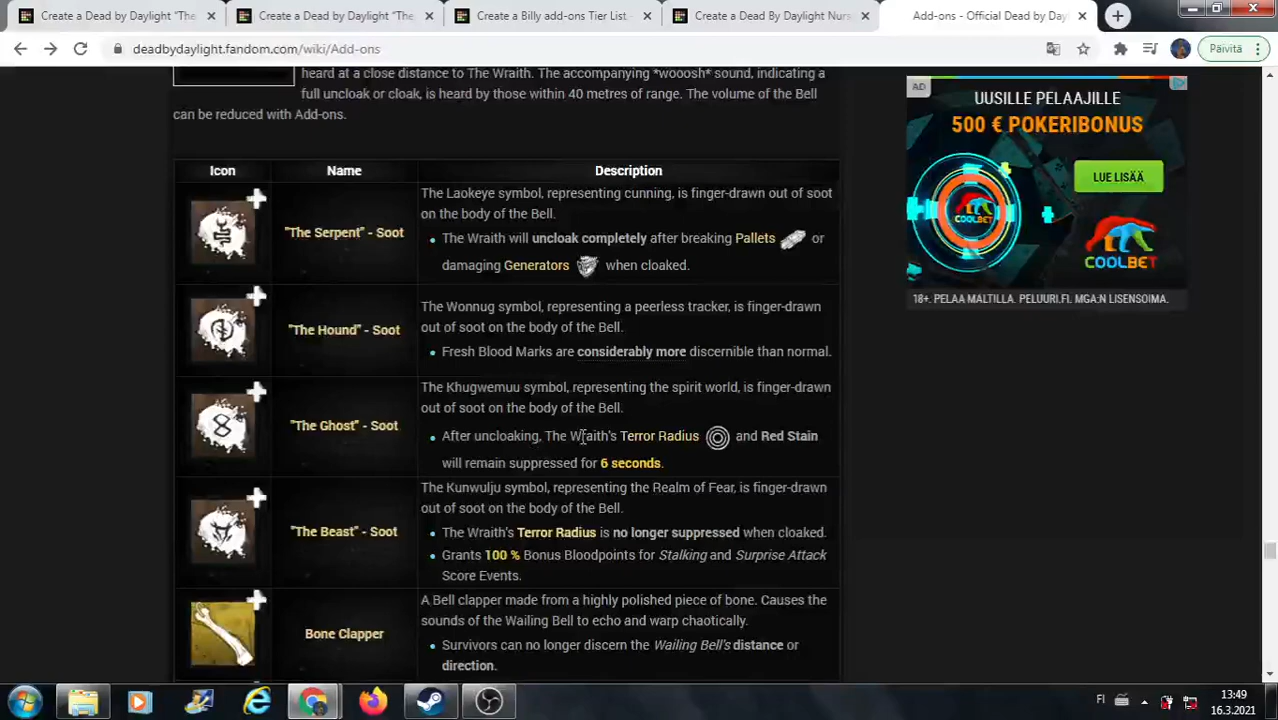 Create a Dead by Daylight "The
Create a Dead by Daylight "The
Create a Billy add-ons Tier List -
Create a Dead By Daylight Nurs
Add-ons - Official Dead by Day
deadbydaylight.fandom.com/wiki/Add-ons
Päivitä
heard at a close distance to The Wraith. The accompanying *wooosh* sound, indicating a
full uncloak or cloak, is heard by those within 40 metres of range. The volume of the Bell
can be reduced with Add-ons.
Icon Name Description
"The Serpent" - Soot
The Laokeye symbol, representing cunning, is finger-drawn out of soot
on the body of the Bell.
• The Wraith will uncloak completely after breaking Pallets or
damaging Generators when cloaked.
"The Hound" - Soot
The Wonnug symbol, representing a peerless tracker, is finger-drawn
out of soot on the body of the Bell.
• Fresh Blood Marks are considerably more discernible than normal.
"The Ghost" - Soot
The Khugwemuu symbol, representing the spirit world, is finger-drawn
out of soot on the body of the Bell.
• After uncloaking, The Wraith's Terror Radius and Red Stain
will remain suppressed for 6 seconds.
"The Beast" - Soot
The Kunwulju symbol, representing the Realm of Fear, is finger-drawn
out of soot on the body of the Bell.
• The Wraith's Terror Radius is no longer suppressed when cloaked.
• Grants 100 % Bonus Bloodpoints for Stalking and Surprise Attack
Score Events.
Bone Clapper
A Bell clapper made from a highly polished piece of bone. Causes the
sounds of the Wailing Bell to echo and warp chaotically.
• Survivors can no longer discern the Wailing Bell's distance or
direction.
AD
UUSILLE PELAAJILLE
500 € POKERIBONUS
LUE LISÄÄ
COOLBET
COOLBET
18+. PELAA MALTILLA. PELUURI.FI. MGA:N LISENSOIMA.
FI
13:49
16.3.2021